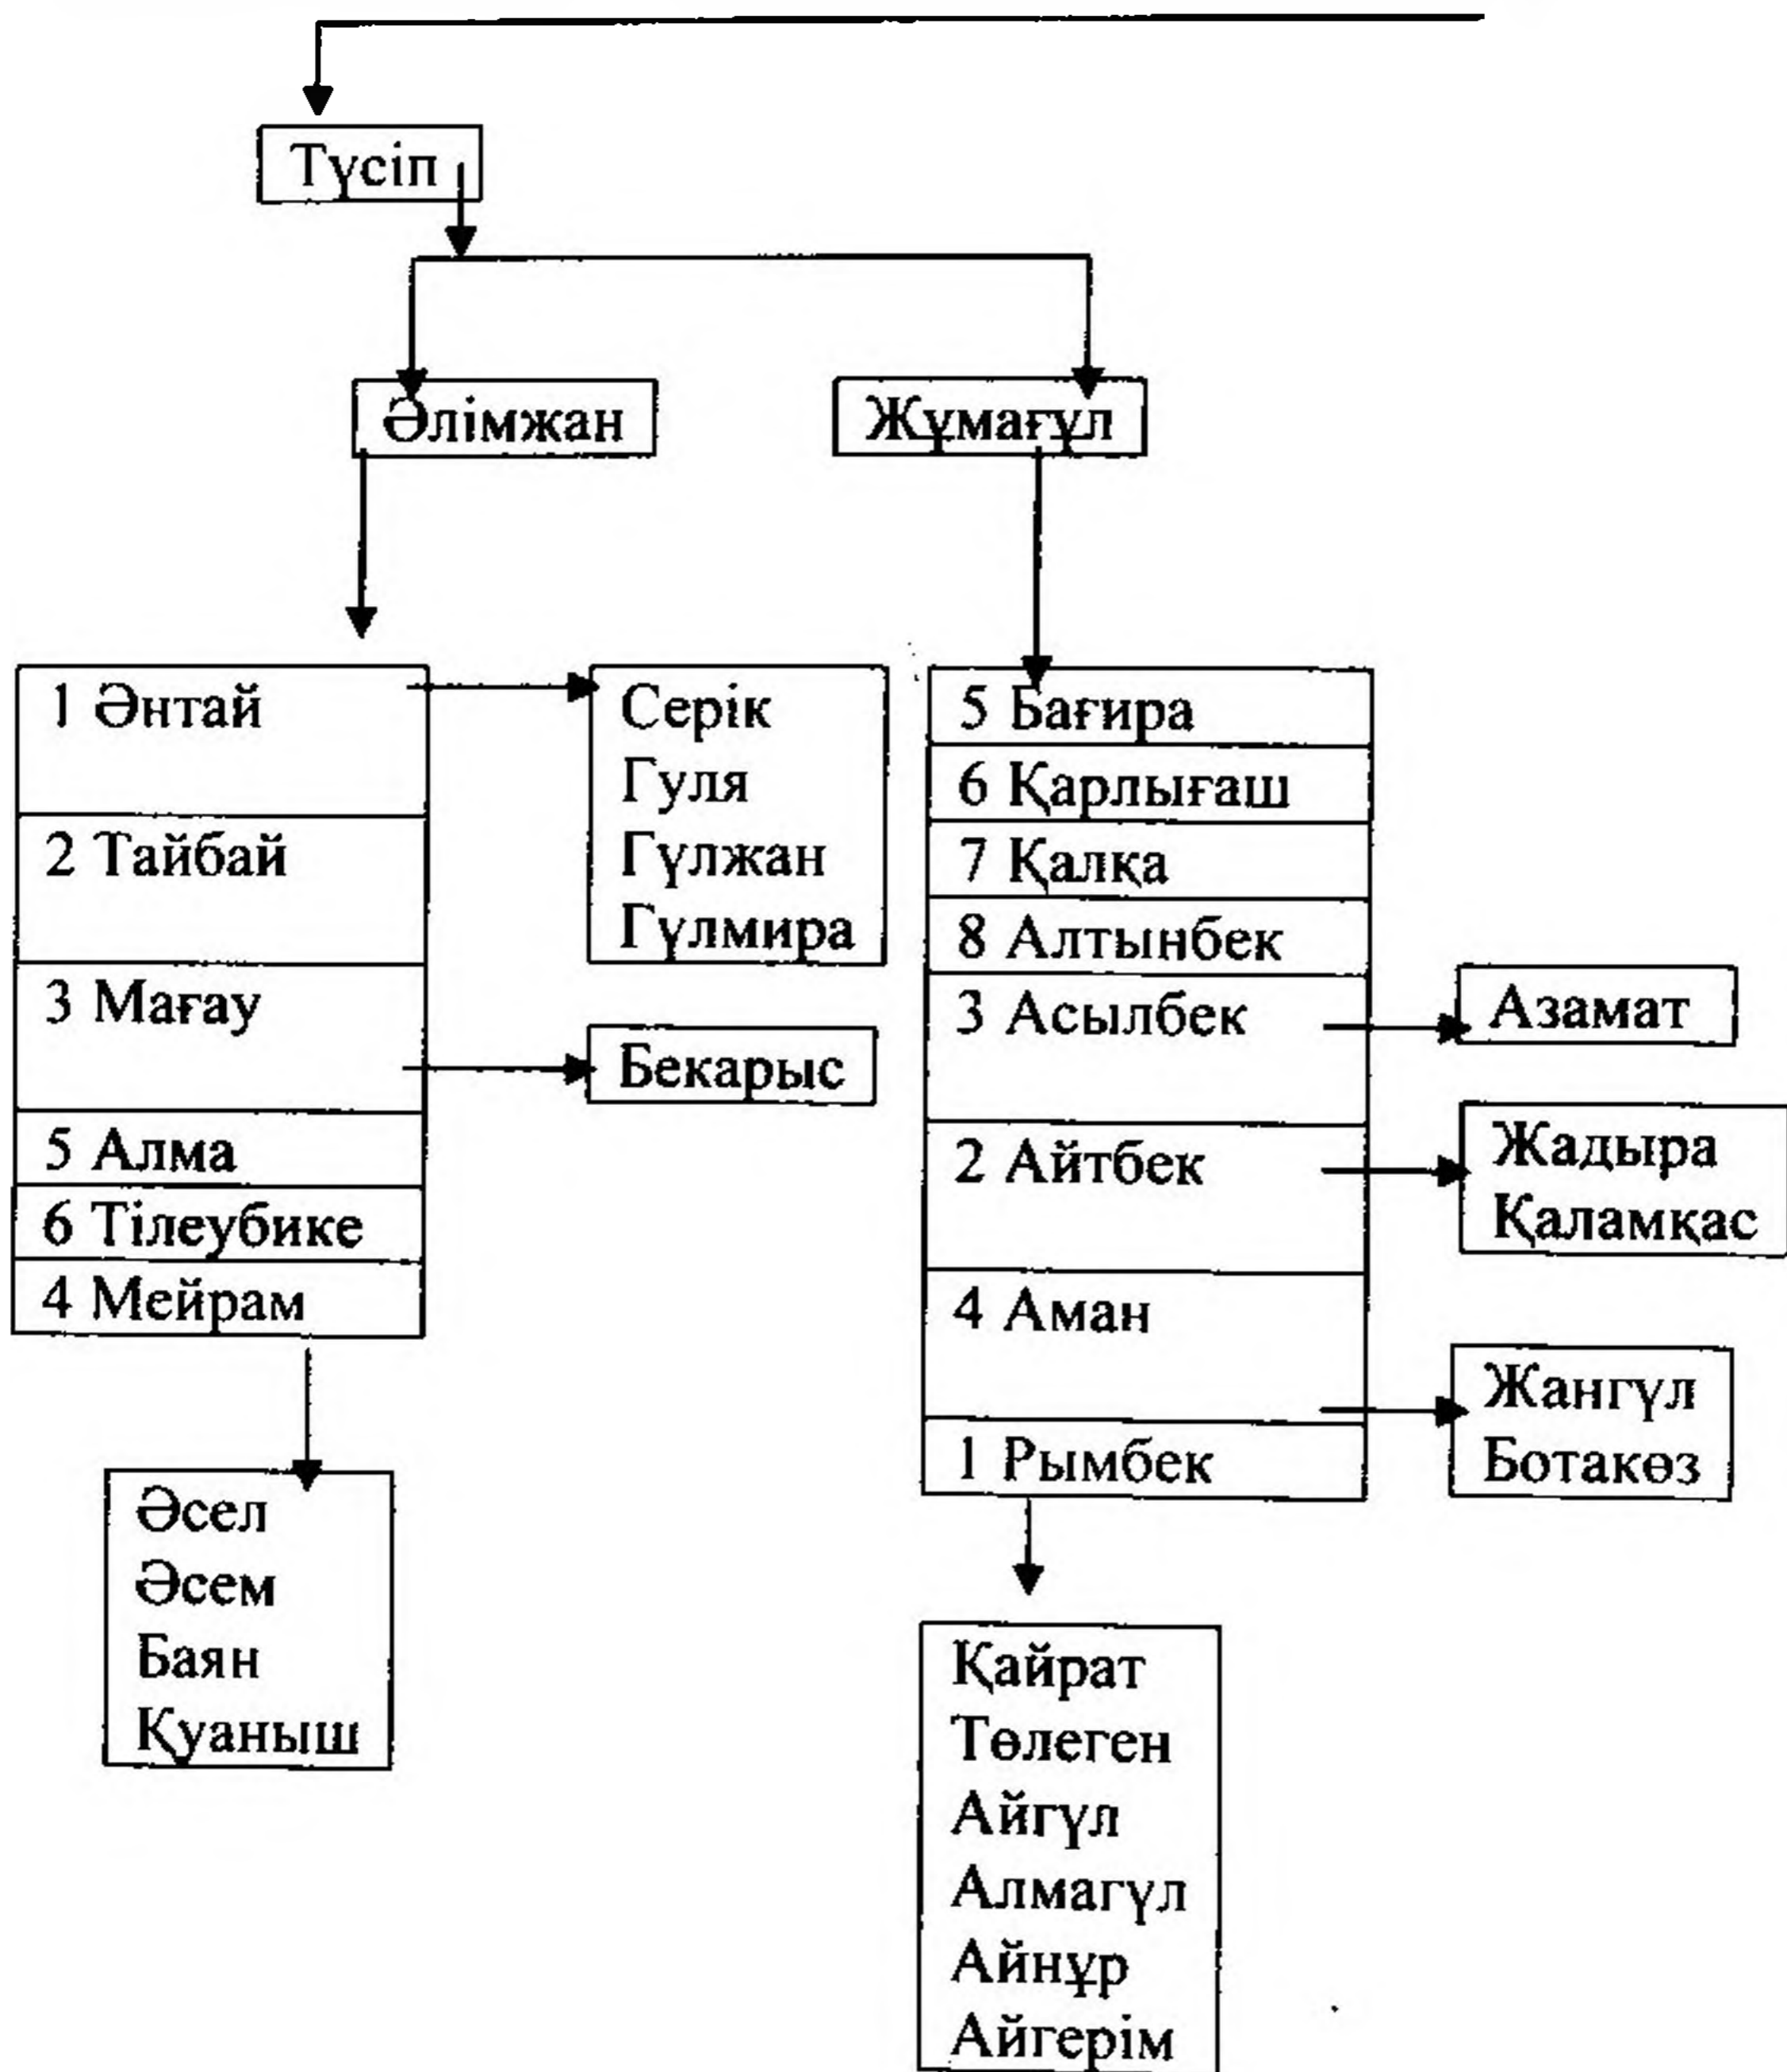 Түсіп
Әлімжан
Жұмағұл
1 Әнтай
2 Тайбай
3 Мағау
5 Алма
6 Тілеубике
4 Мейрам
Серік
Гуля
Гүлжан
Гүлмира
Бекарыс
Әсел
Әсем
Баян
Қуаныш
5 Бағира
6 Қарлығаш
7 Қалқа
8 Алтынбек
3 Асылбек
2 Айтбек
4 Аман
1 Рымбек
Азамат
Жадыра
Қаламқас
Жангүл
Ботакөз
Қайрат
Төлеген
Айгүл
Алмагүл
Айнұр
Айгерім